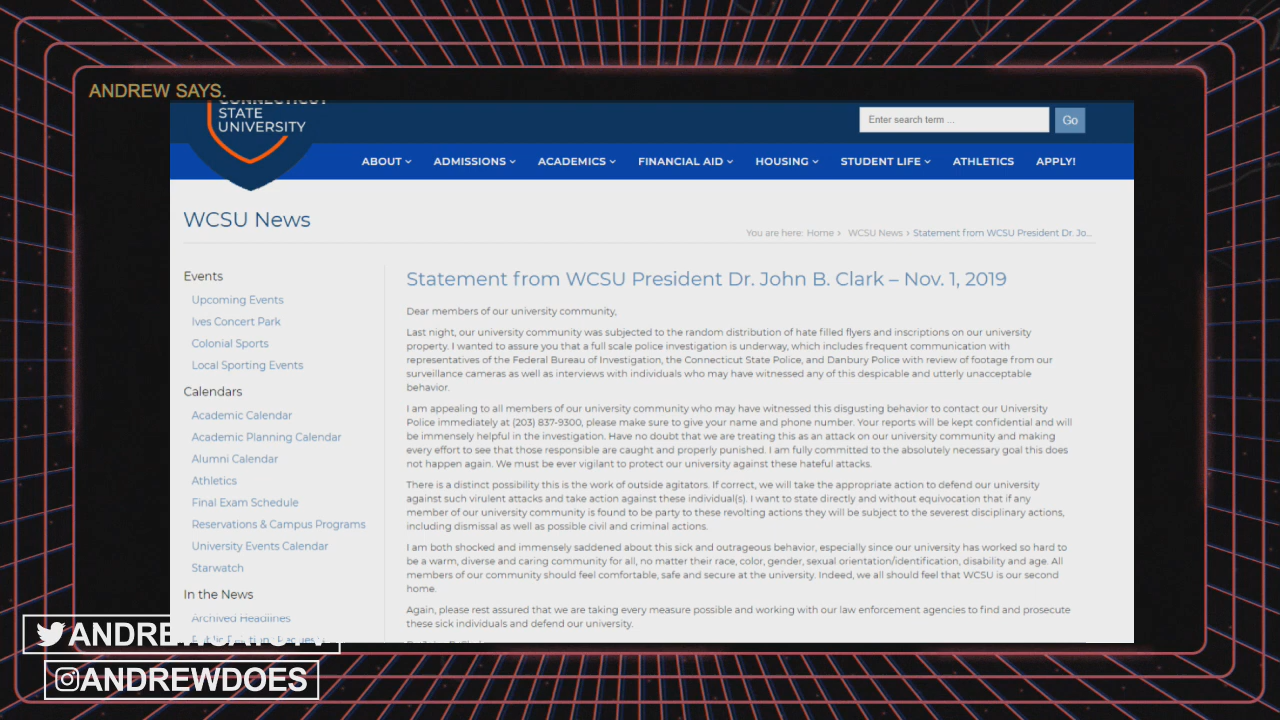 ANDREW SAYS.
CONNECTICUT
STATE
UNIVERSITY
Enter search term ...
Go
ABOUT
ADMISSIONS
ACADEMICS
FINANCIAL AID
HOUSING
STUDENT LIFE
ATHLETICS
APPLY!
WCSU News
You are here: Home › WCSU News › Statement from WCSU President Dr. Jo...
Events
Upcoming Events
Ives Concert Park
Colonial Sports
Local Sporting Events
Calendars
Academic Calendar
Academic Planning Calendar
Alumni Calendar
Athletics
Final Exam Schedule
Reservations & Campus Programs
University Events Calendar
Starwatch
In the News
Archived Headlines
Statement from WCSU President Dr. John B. Clark – Nov. 1, 2019
Dear members of our university community,
Last night, our university community was subjected to the random distribution of hate filled flyers and inscriptions on our university
property. I wanted to assure you that a full scale police investigation is underway, which includes frequent communication with
representatives of the Federal Bureau of Investigation, the Connecticut State Police, and Danbury Police with review of footage from our
surveillance cameras as well as interviews with individuals who may have witnessed any of this despicable and utterly unacceptable
behavior.
I am appealing to all members of our university community who may have witnessed this disgusting behavior to contact our University
Police immediately at (203) 837-9300, please make sure to give your name and phone number. Your reports will be kept confidential and will
be immensely helpful in the investigation. Have no doubt that we are treating this as an attack on our university community and making
every effort to see that those responsible are caught and properly punished. I am fully committed to the absolutely necessary goal this does
not happen again. We must be ever vigilant to protect our university against these hateful attacks.
There is a distinct possibility this is the work of outside agitators. If correct, we will take the appropriate action to defend our university
against such virulent attacks and take action against these individual(s). I want to state directly and without equivocation that if any
member of our university community is found to be party to these revolting actions they will be subject to the severest disciplinary actions,
including dismissal as well as possible civil and criminal actions.
I am both shocked and immensely saddened about this sick and outrageous behavior, especially since our university has worked so hard to
be a warm, diverse and caring community for all, no matter their race, color, gender, sexual orientation/identification, disability and age. All
members of our community should feel comfortable, safe and secure at the university. Indeed, we all should feel that WCSU is our second
home.
Again, please rest assured that we are taking every measure possible and working with our law enforcement agencies to find and prosecute
these sick individuals and defend our university.
ANDREWDOES